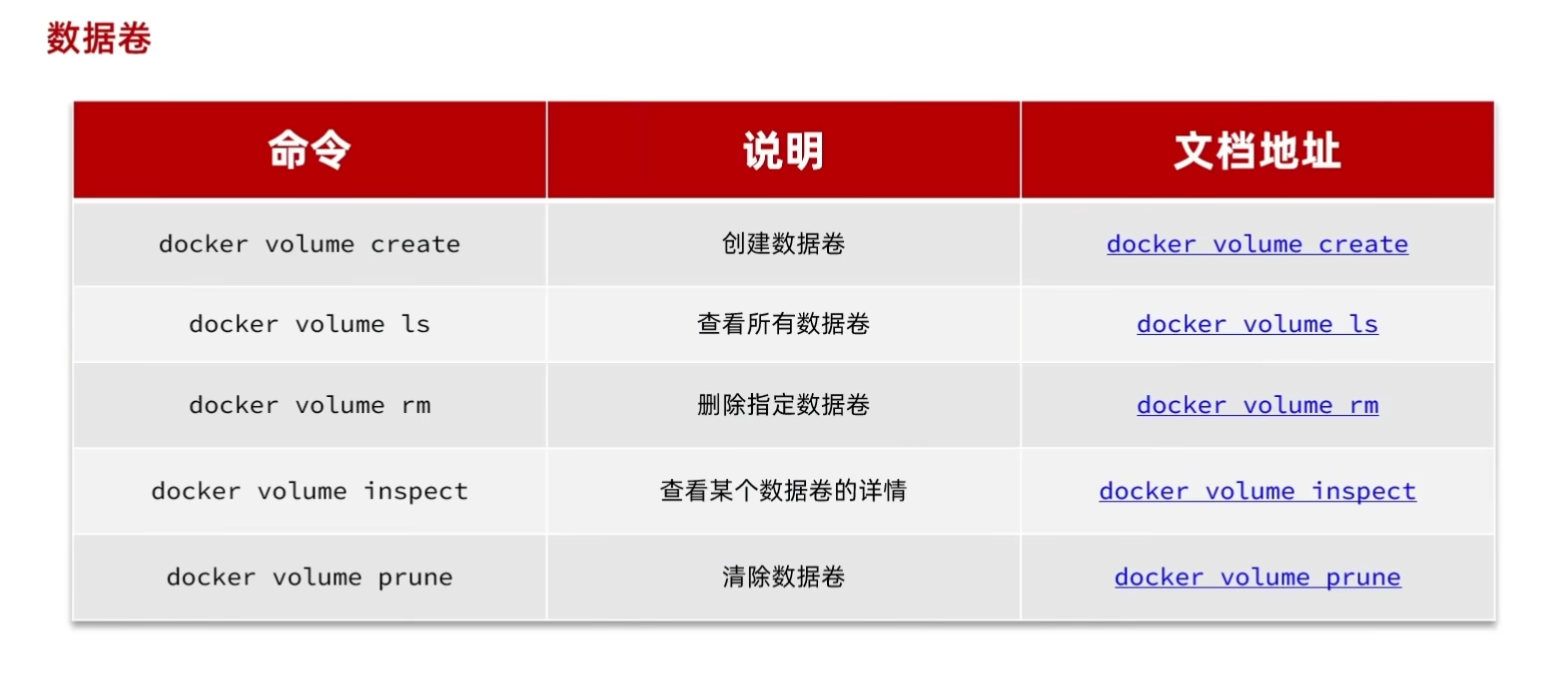 数据卷
命令 说明 文档地址
docker volume create 创建数据卷 docker volume create
docker volume ls 查看所有数据卷 docker volume ls
docker volume rm 删除指定数据卷 docker volume rm
docker volume inspect 查看某个数据卷的详情 docker volume inspect
docker volume prune 清除数据卷 docker volume prune